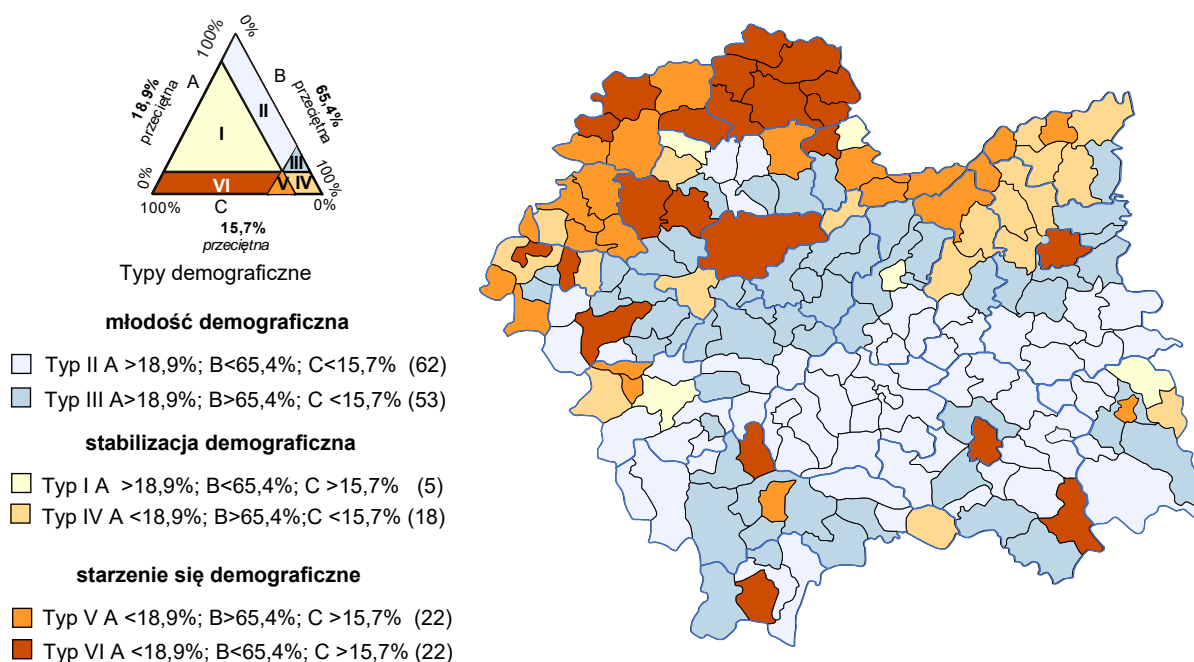 0%
100%
A
B
18,9%
przeciętna
65,4%
przeciętna
II
I
III
0%
100%
VI
V
IV
100%
C
0%
15,7%
przeciętna
Typy demograficzne
młodość demograficzna
Typ II A >18,9%; B<65,4%; C<15,7% (62)
Typ III A>18,9%; B>65,4%; C <15,7% (53)
stabilizacja demograficzna
Typ I A >18,9%; B<65,4%; C >15,7% (5)
Typ IV A <18,9%; B>65,4%;C <15,7% (18)
starzenie się demograficzne
Typ V A <18,9%; B>65,4%; C >15,7% (22)
Typ VI A <18,9%; B<65,4%; C >15,7% (22)